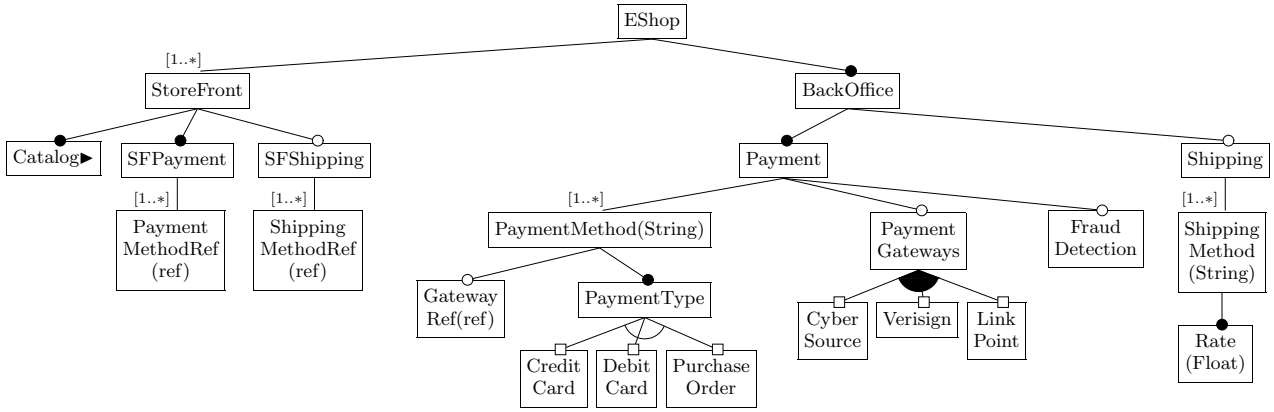 EShop
[1..*]
StoreFront
BackOffice
Catalog▶
SFPayment
SFShipping
Payment
Shipping
[1..*]
[1..*]
[1..*]
[1..*]
Payment
MethodRef
(ref)
Shipping
MethodRef
(ref)
PaymentMethod(String)
Payment
Gateways
Fraud
Detection
Shipping
Method
(String)
Gateway
Ref(ref)
PaymentType
Cyber
Source
Verisign
Link
Point
Rate
(Float)
Credit
Card
Debit
Card
Purchase
Order